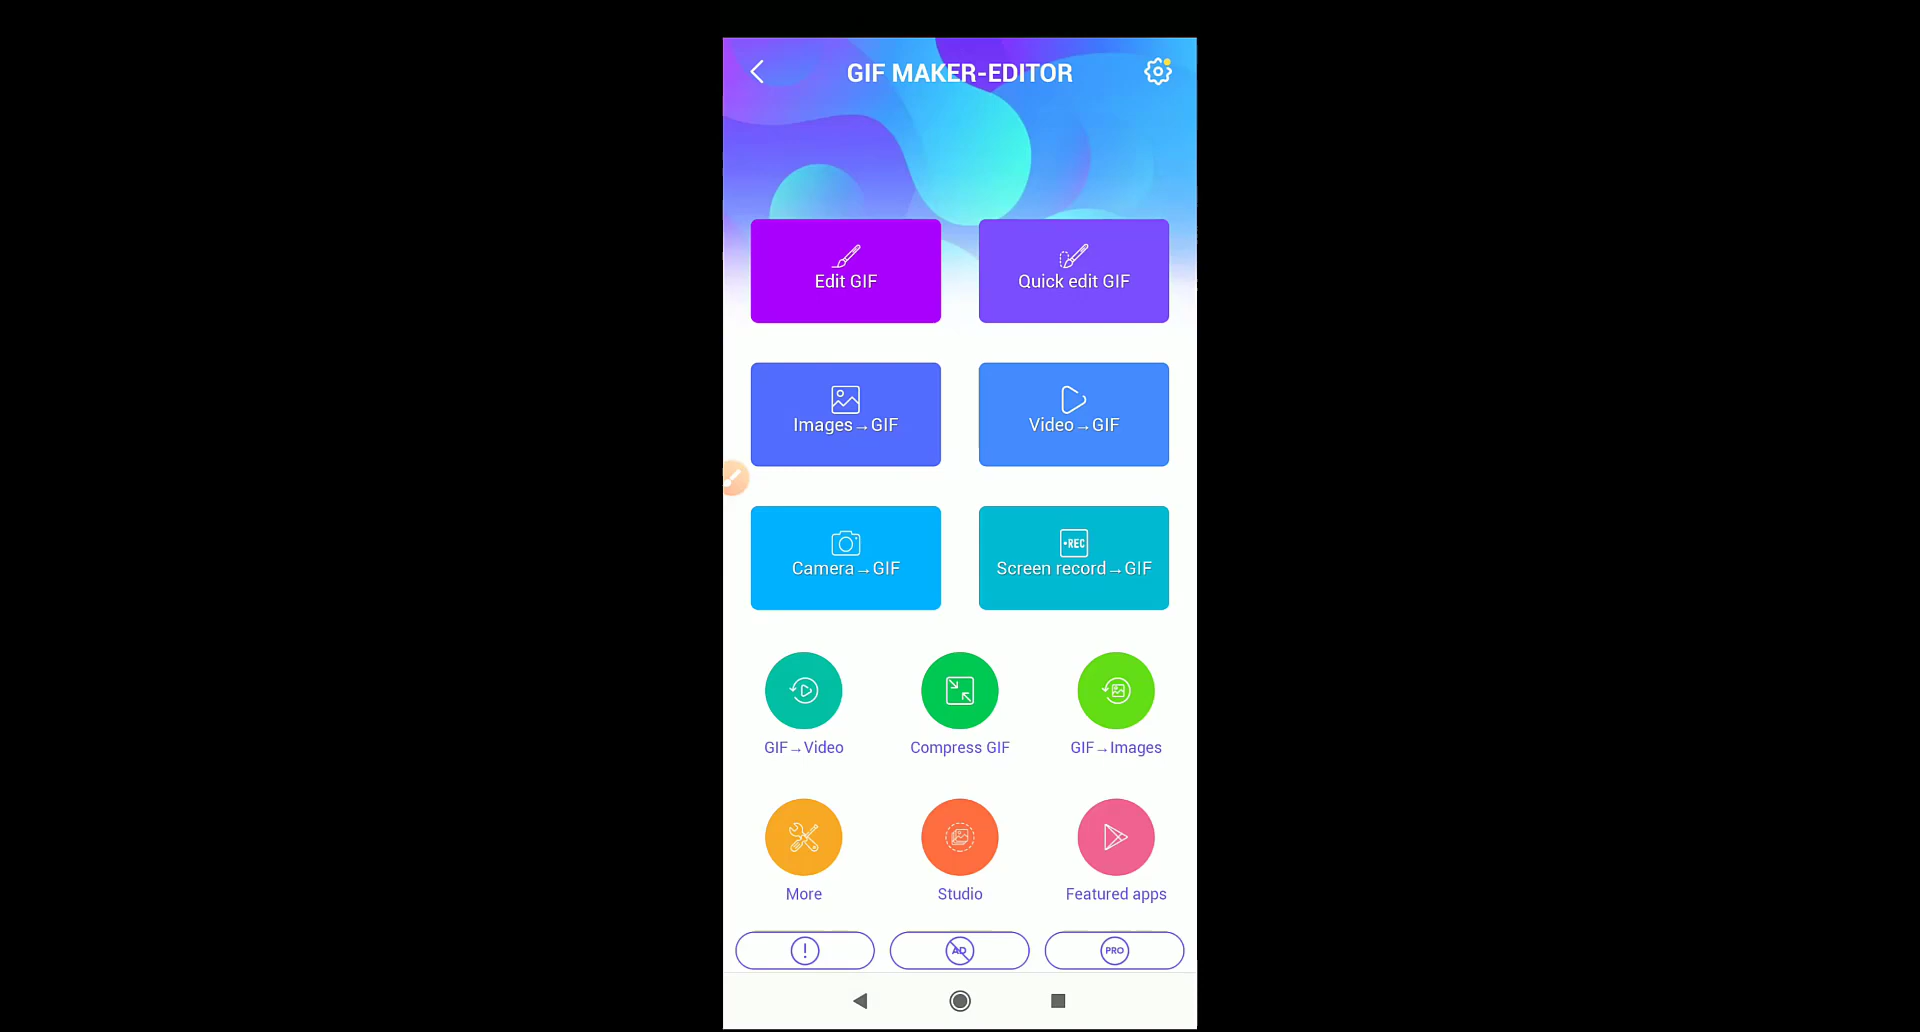 GIF MAKER-EDITOR
Edit GIF
Quick edit GIF
Images→GIF
Video→GIF
Camera→GIF
•REC
Screen record→GIF
GIF→Video
Compress GIF
GIF→Images
More
Studio
Featured apps
!
AD
PRO